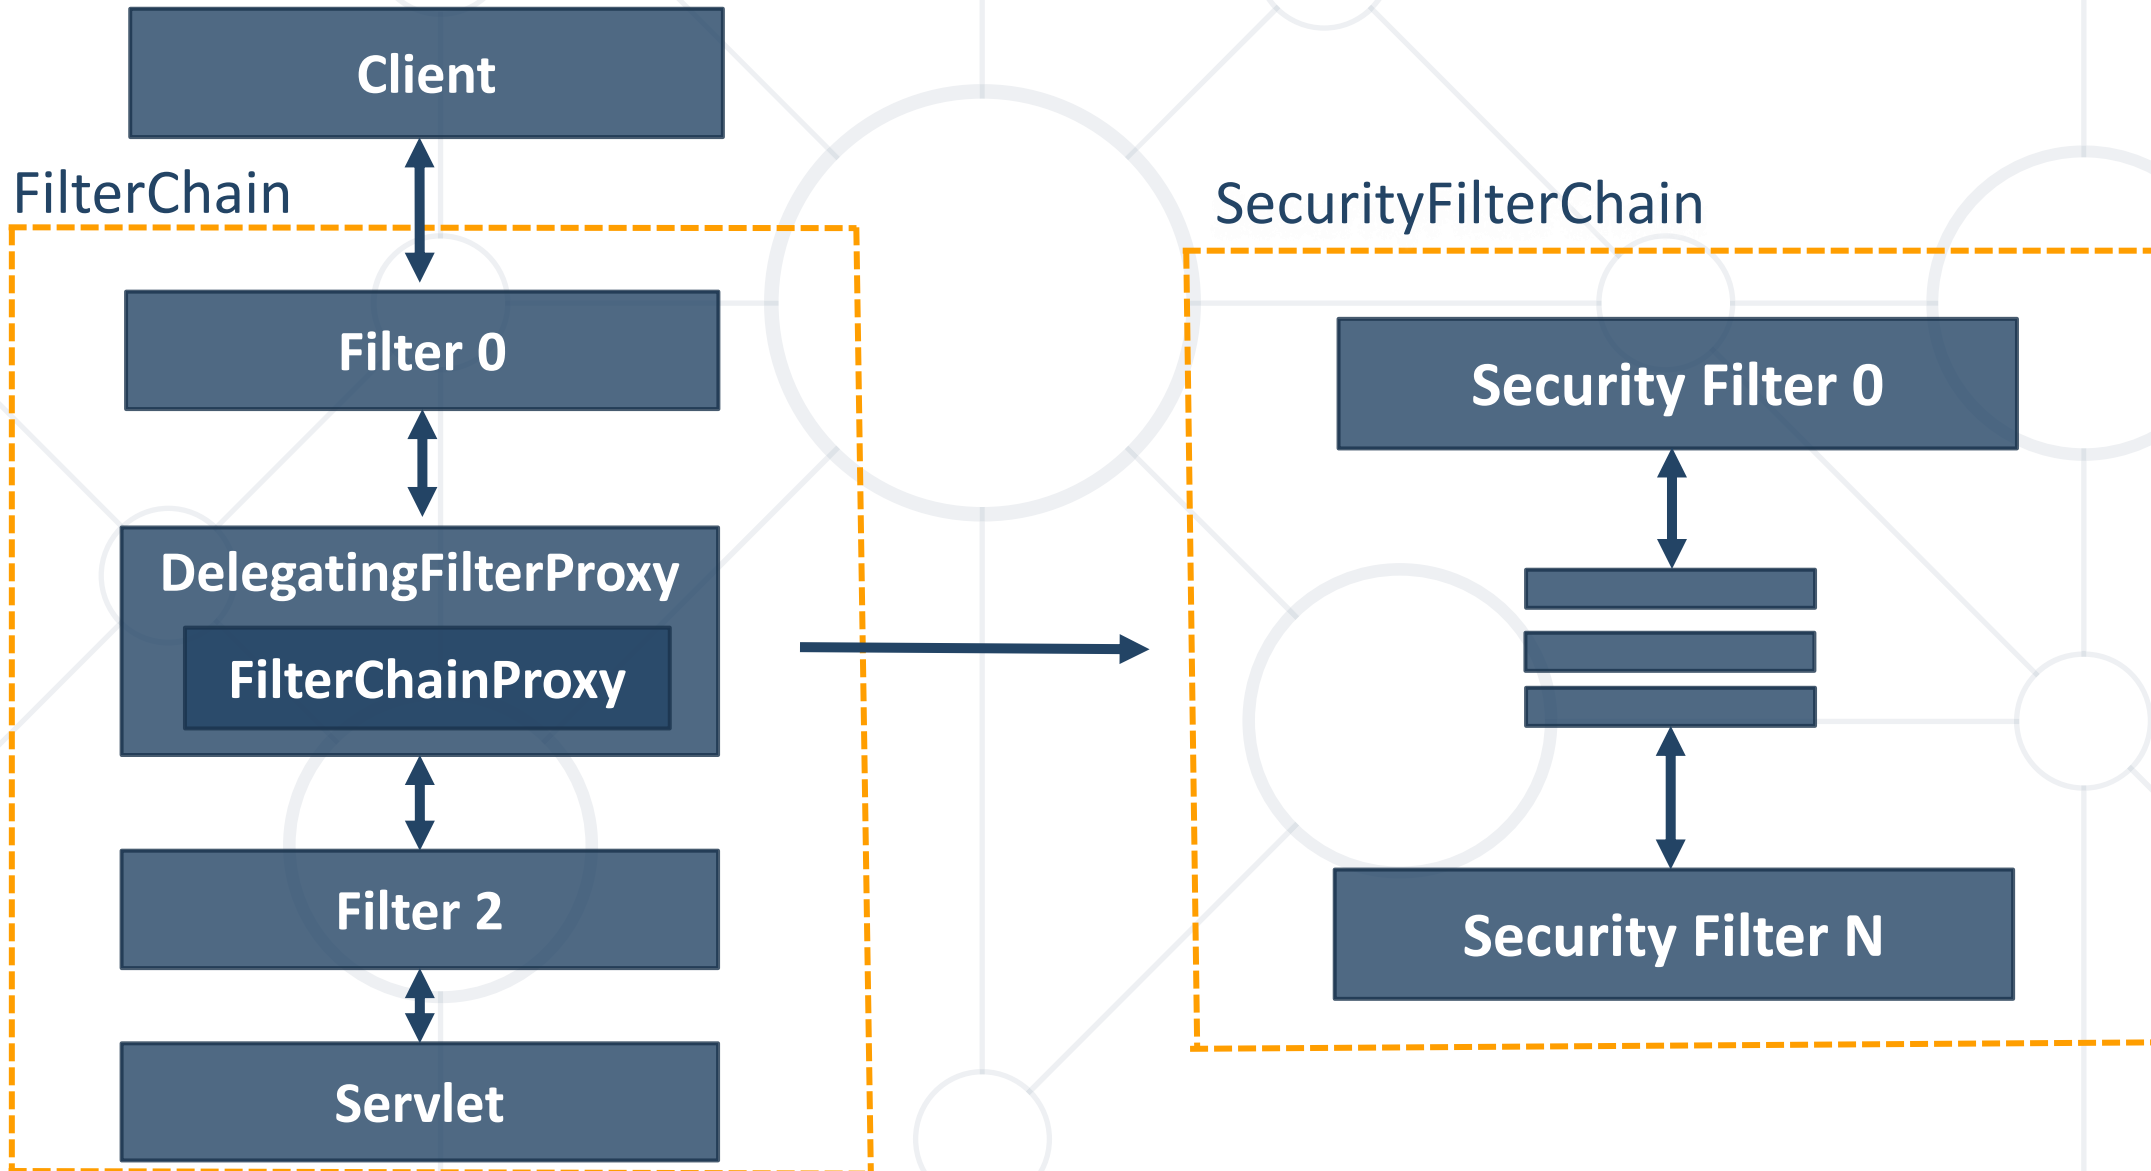 Client
FilterChain
Filter 0
DelegatingFilterProxy
FilterChainProxy
Filter 2
Servlet
SecurityFilterChain
Security Filter 0
Security Filter N